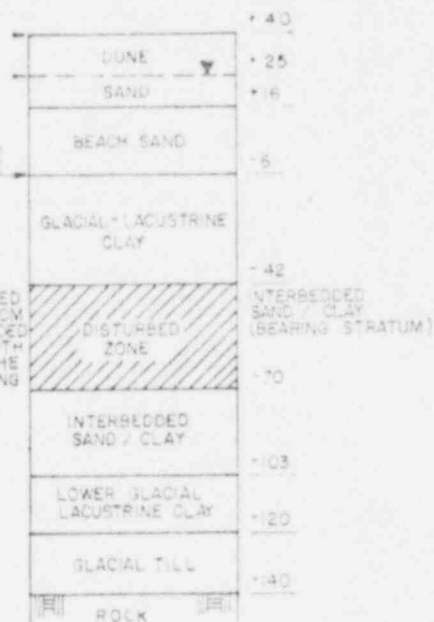 +40
DUNE
+25
SAND
+16
BEACH SAND
-5
GLACIAL-LACUSTRINE
CLAY
-42
INTERBEDDED
SAND / CLAY
(BEARING STRATUM)
DISTURBED
ZONE
-70
INTERBEDDED
SAND / CLAY
-103
LOWER GLACIAL
LACUSTRINE CLAY
-120
GLACIAL TILL
-140
ROCK